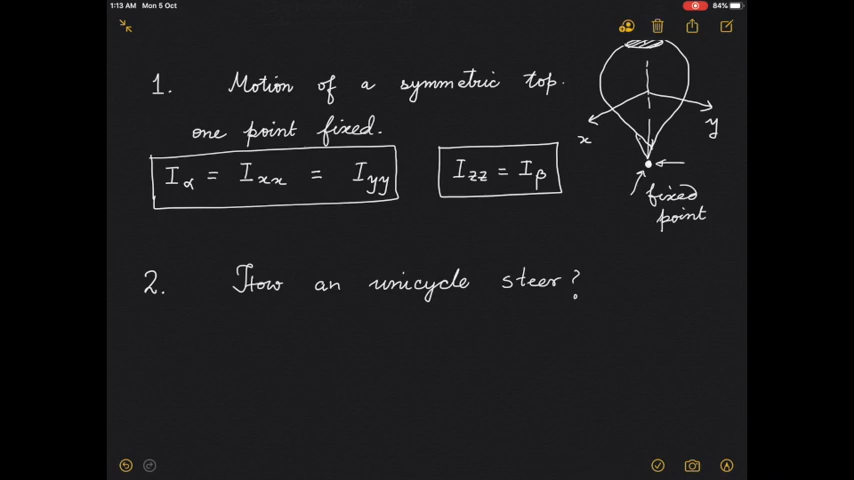 1:13 AM Mon 5 Oct
84%
1. Motion of a symmetric top.
one point fixed.
Iα = Ixx = Iyy
Izz = Iβ
x
y
fixed
point
2. How an unicycle steer?